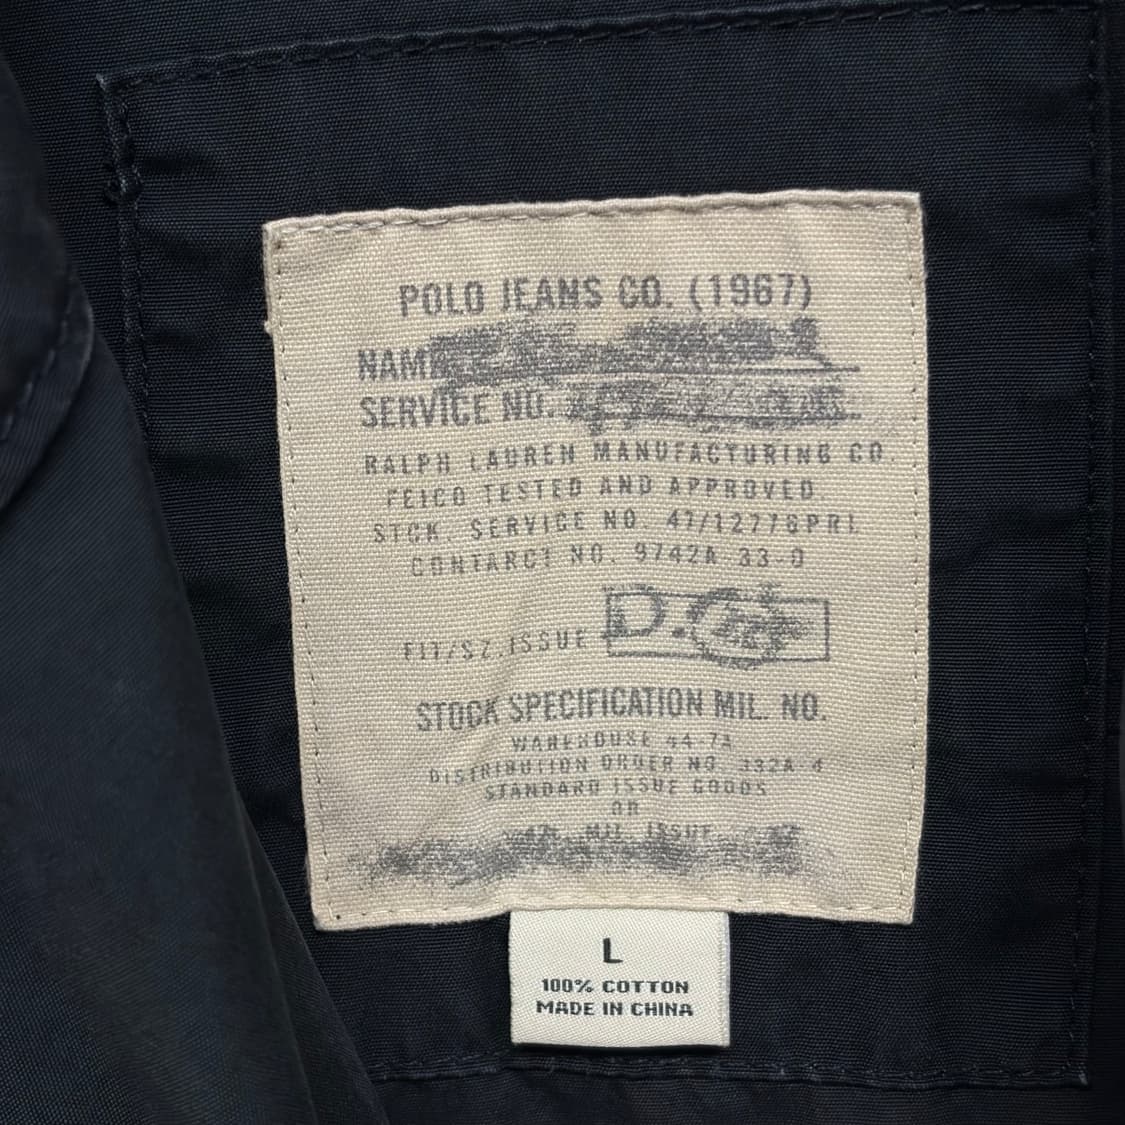 POLO JEANS CO. (1967)
NAME
SERVICE NO.
RALPH LAUREN MANUFACTURING CO.
TESTED AND APPROVED
STCK. SERVICE NO. 47/12778PRL
CONTARCT NO. 9742A 33-0
FIT/SZ.ISSUE
STOCK SPECIFICATION MIL. NO.
WAREHOUSE 44-7A
DISTRIBUTION ORDER NO. 332A-4
STANDARD ISSUE GOODS
OR
MIL. ISSUE
L
100% COTTON
MADE IN CHINA